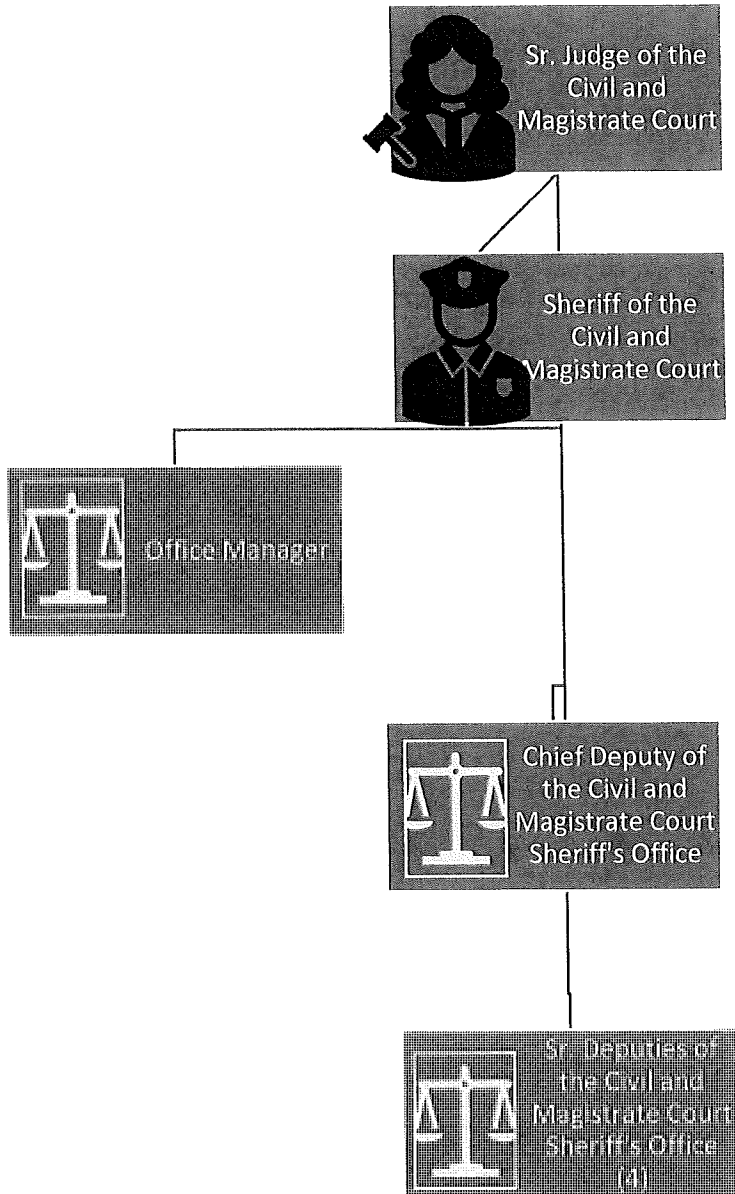 Sr. Judge of the
Civil and
Magistrate Court
Sheriff of the
Civil and
Magistrate Court
Office Manager
Chief Deputy of
the Civil and
Magistrate Court
Sheriff's Office
Sr. Deputies of
the Civil and
Magistrate Court
Sheriff's Office
(4)